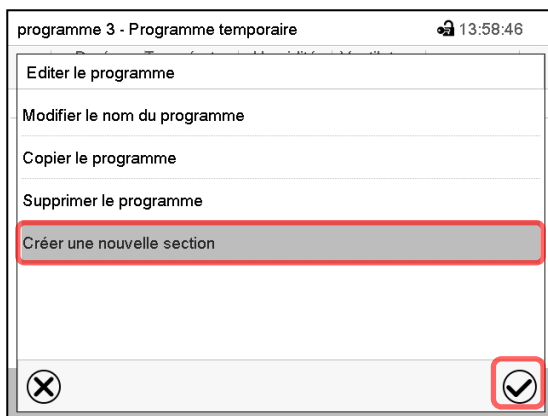 programme 3 - Programme temporaire 13:58:46
Editer le programme
Modifier le nom du programme
Copier le programme
Supprimer le programme
Créer une nouvelle section